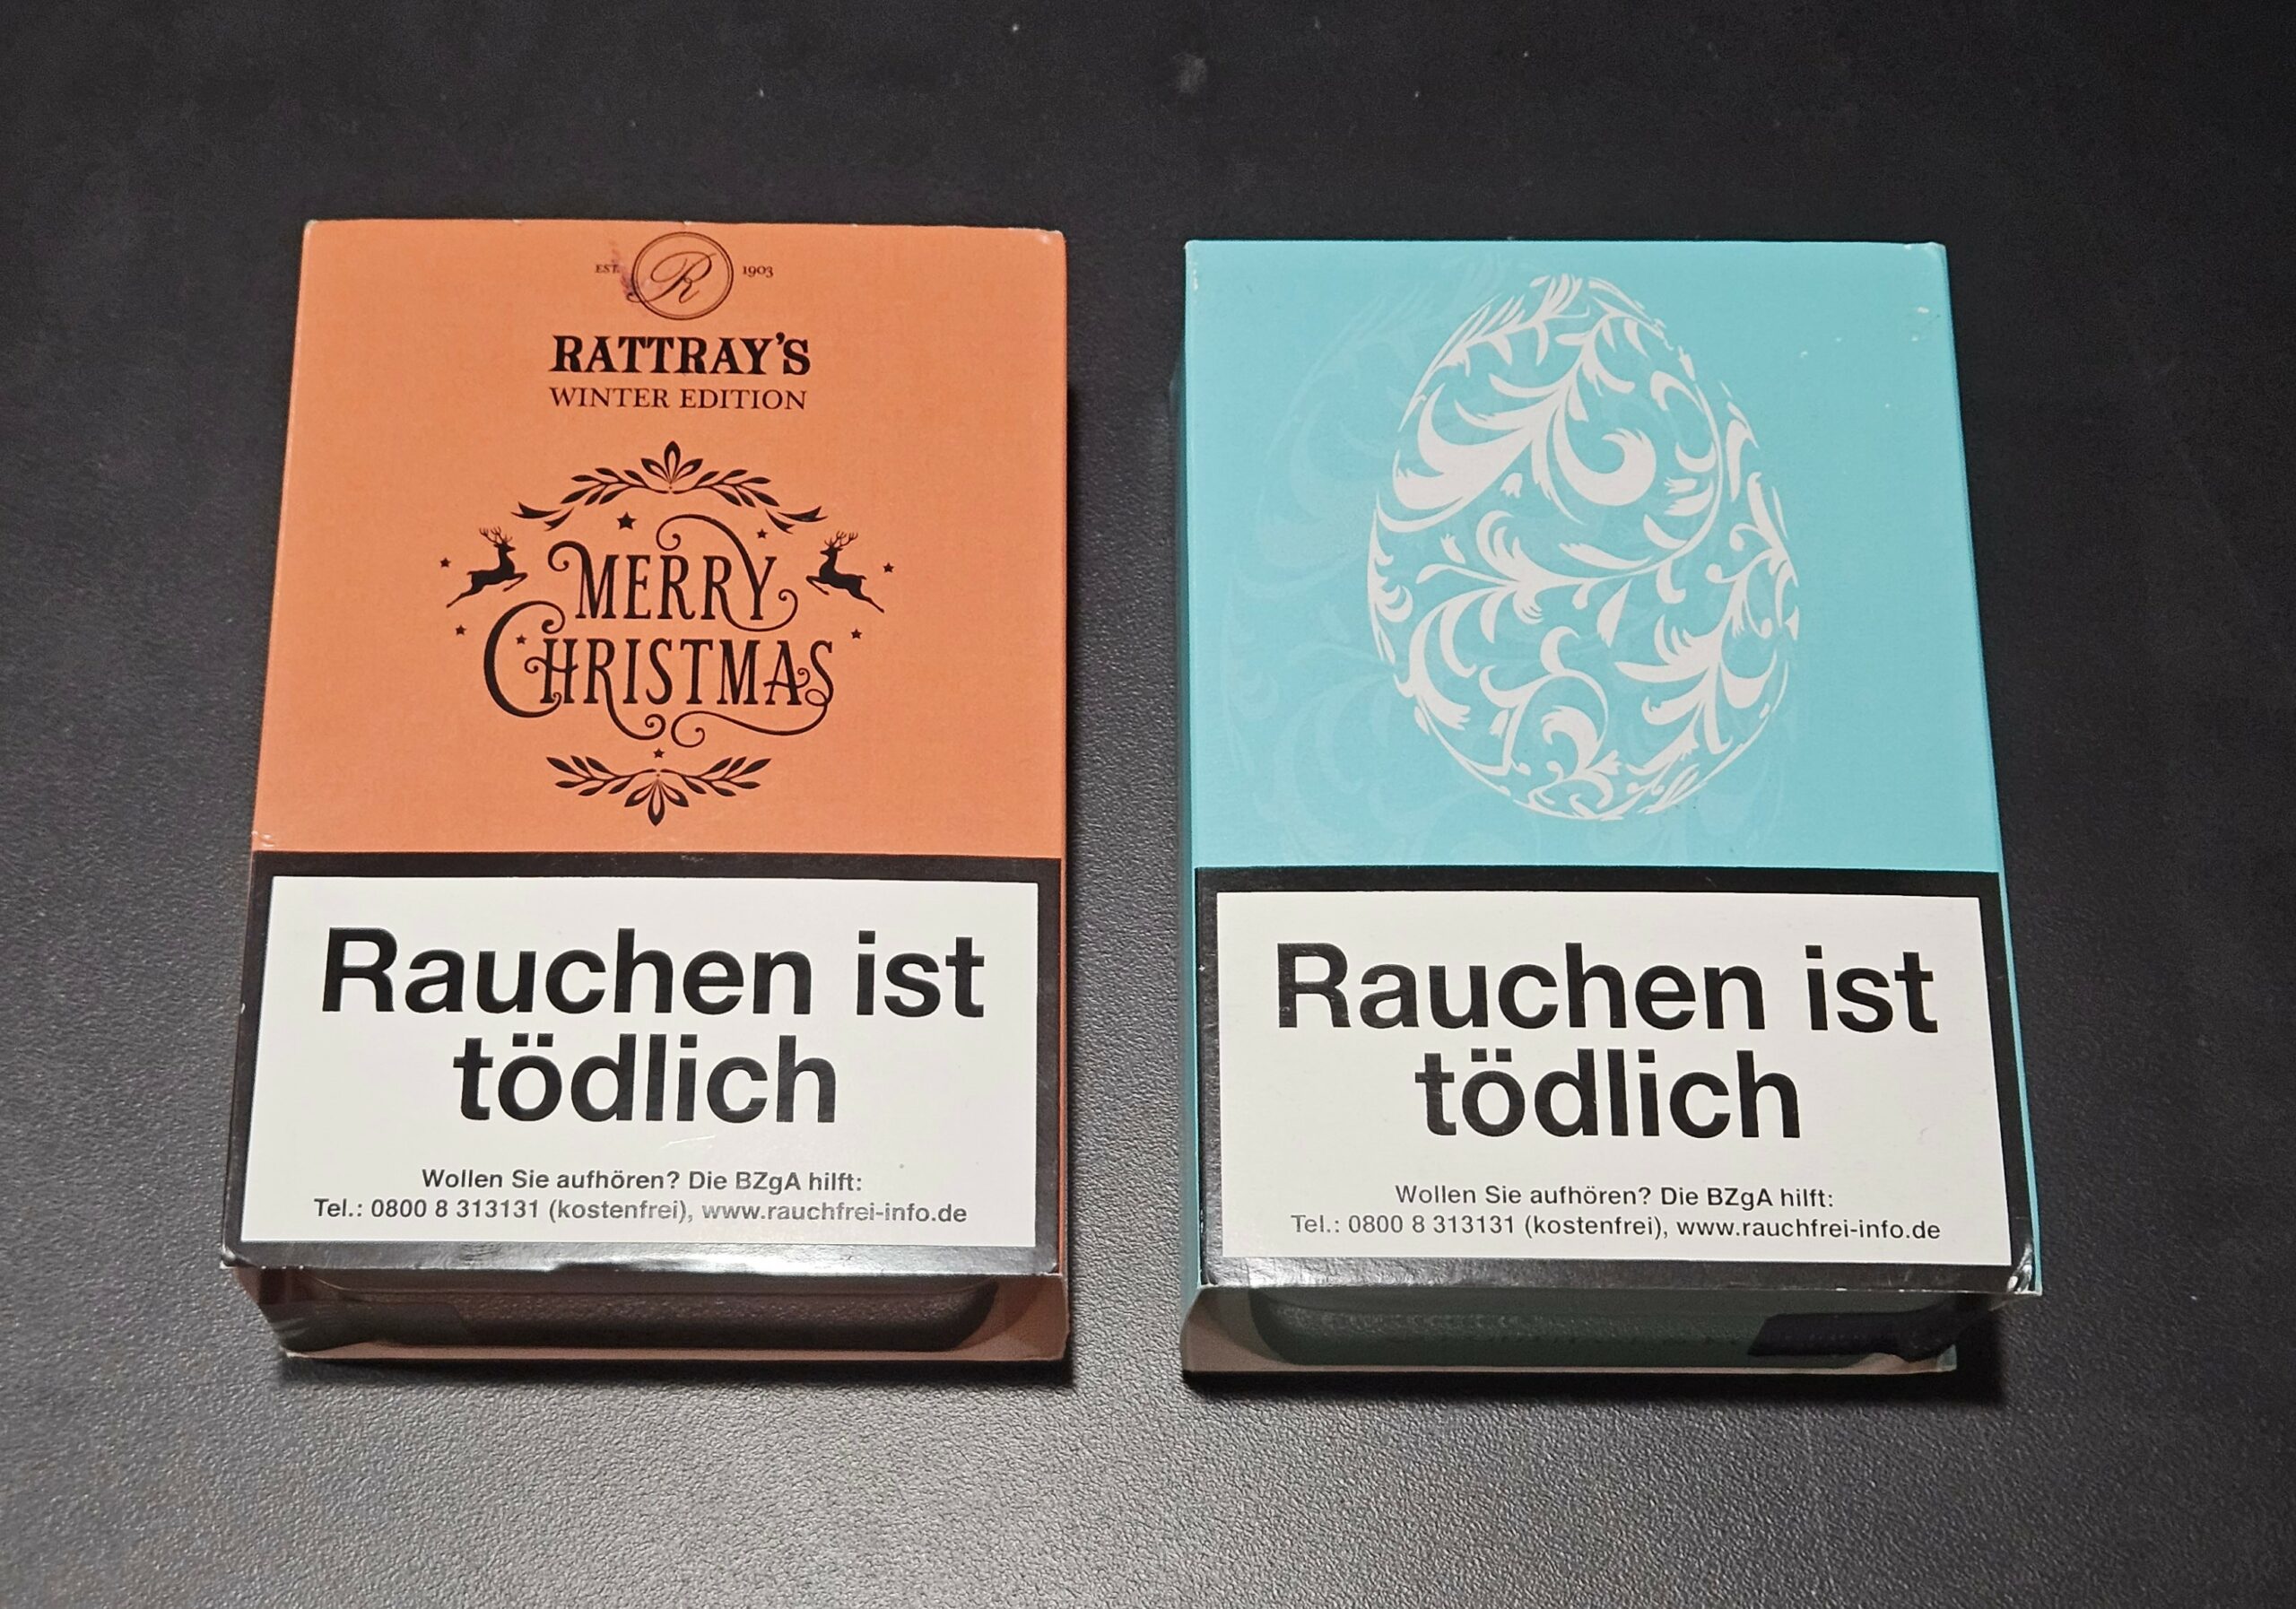 EST. R 1903
RATTRAY'S
WINTER EDITION
MERRY
CHRISTMAS
Rauchen ist
tödlich
Wollen Sie aufhören? Die BZgA hilft:
Tel.: 0800 8 313131 (kostenfrei), www.rauchfrei-info.de
Rauchen ist
tödlich
Wollen Sie aufhören? Die BZgA hilft:
Tel.: 0800 8 313131 (kostenfrei), www.rauchfrei-info.de